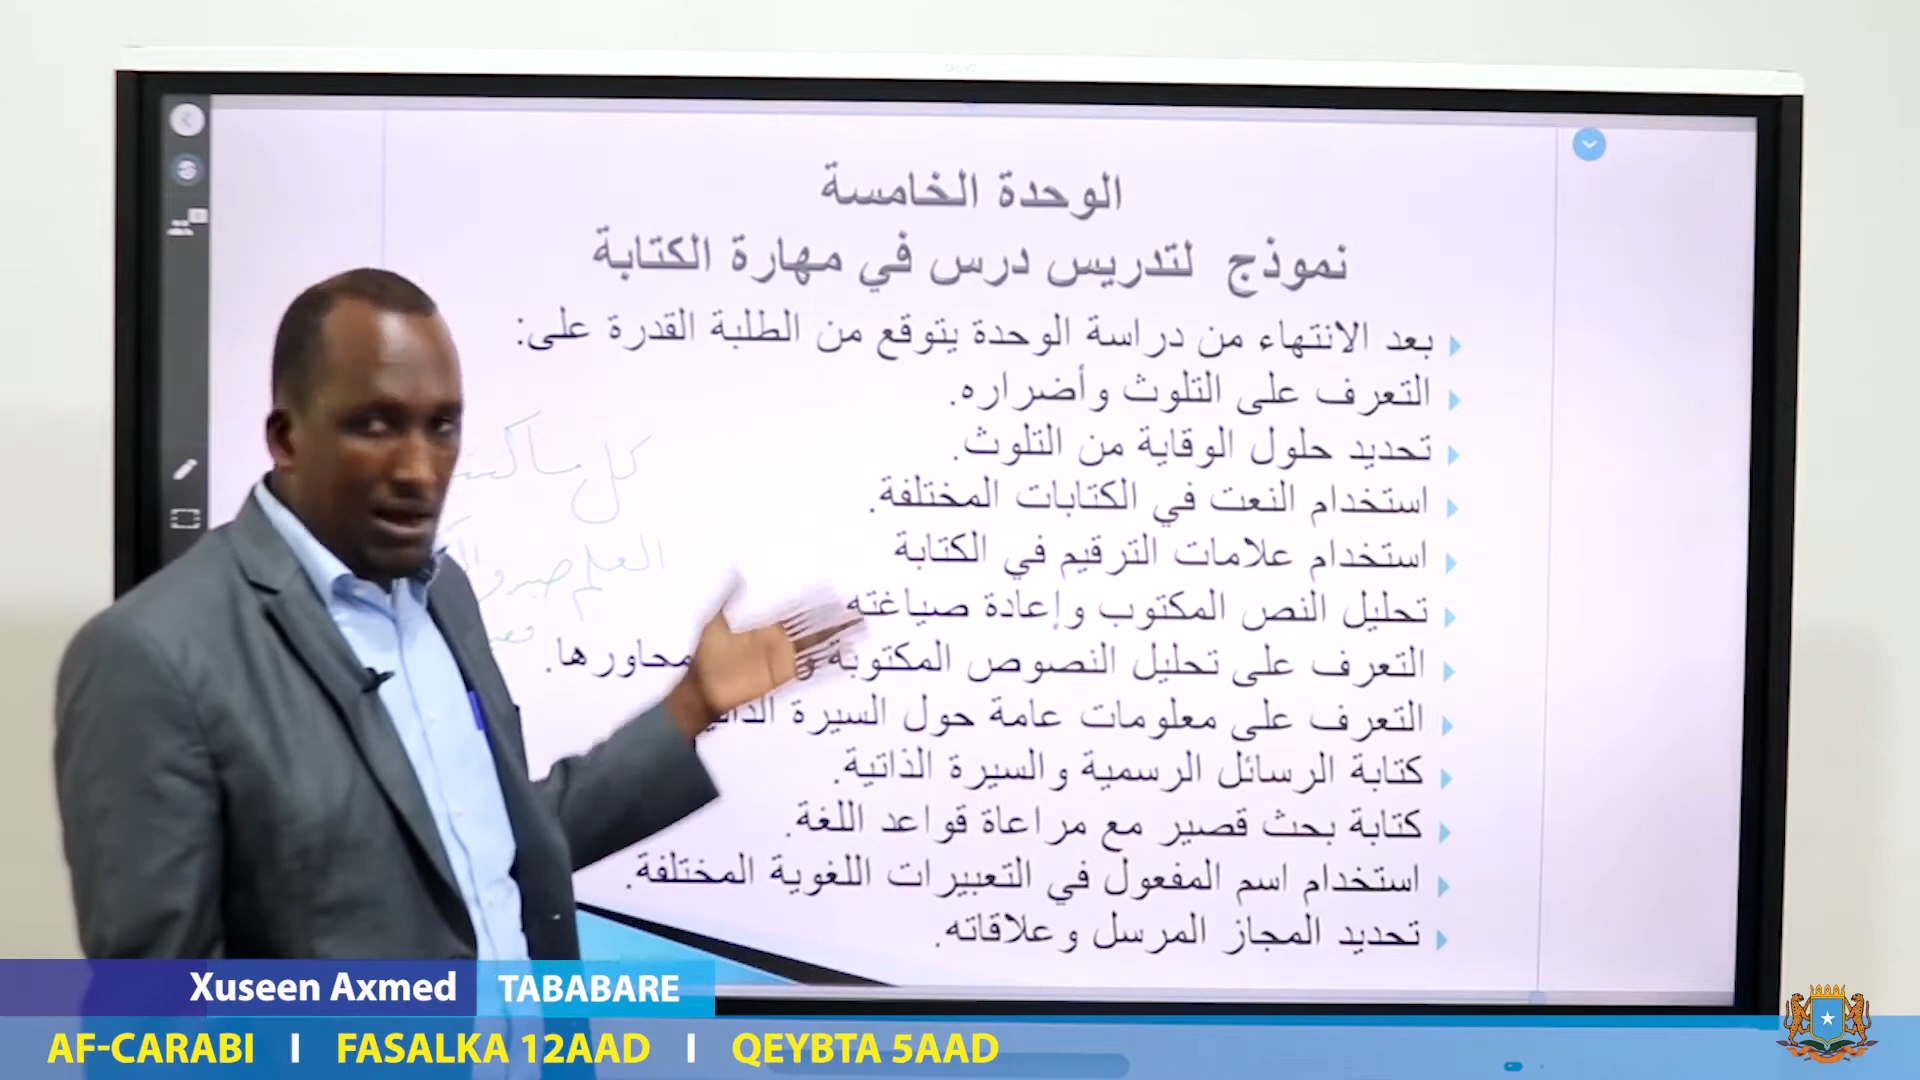 الوحدة الخامسة
نموذج لتدريس درس في مهارة الكتابة
بعد الانتهاء من دراسة الوحدة يتوقع من الطلبة القدرة على:
التعرف على التلوث وأضراره.
تحديد حلول الوقاية من التلوث.
استخدام النعت في الكتابات المختلفة.
استخدام علامات الترقيم في الكتابة
تحليل النص المكتوب وإعادة صياغته
التعرف على تحليل النصوص المكتوبة محاورها.
التعرف على معلومات عامة حول السيرة
كتابة الرسائل الرسمية والسيرة الذاتية.
كتابة بحث قصير مع مراعاة قواعد اللغة.
استخدام اسم المفعول في التعبيرات اللغوية المختلفة.
تحديد المجاز المرسل وعلاقاته.
كل
العلم
Xuseen Axmed TABABARE
AF-CARABI I FASALKA 12AAD I QEYBTA 5AAD